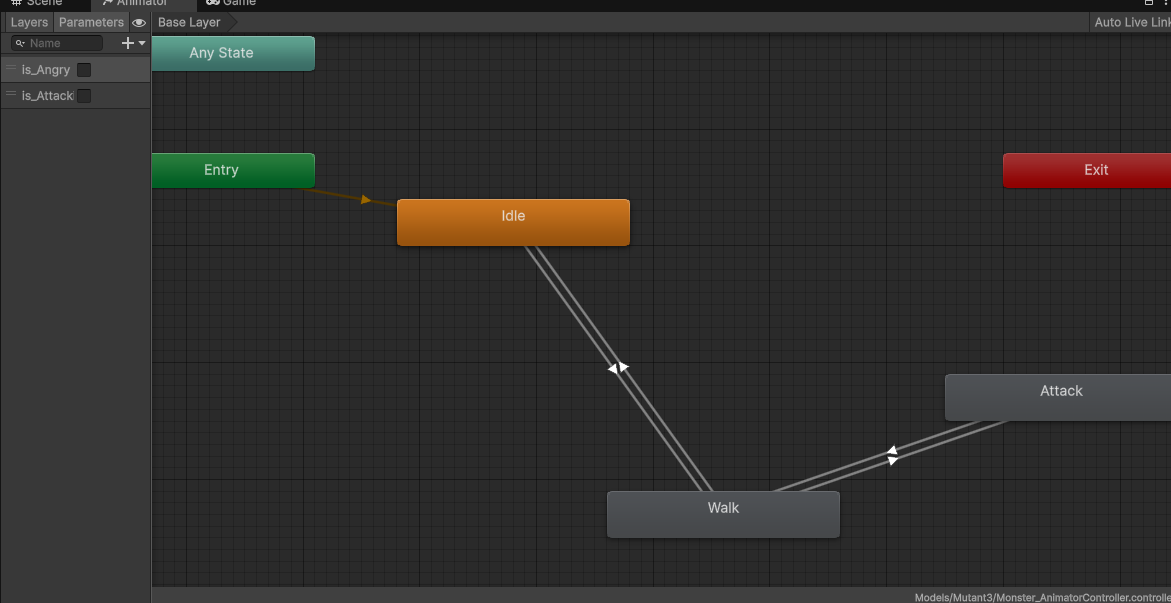 Scene Animator Game
Layers Parameters Base Layer Auto Live Link
Name
is_Angry
is_Attack
Any State
Entry
Exit
Idle
Attack
Walk
Models/Mutant3/Monster_AnimatorController.controlle